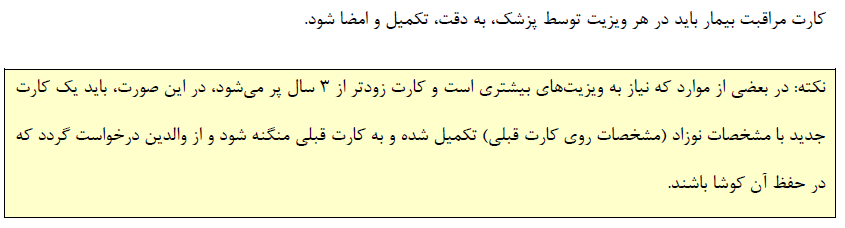 کارت مراقبت بیمار باید در هر ویزیت توسط پزشک، به دقت، تکمیل و امضا شود.
نکته: در بعضی از موارد که نیاز به ویزیت‌های بیشتری است و کارت زودتر از ۳ سال پر می‌شود، در این صورت، باید یک کارت
جدید با مشخصات نوزاد (مشخصات روی کارت قبلی) تکمیل شده و به کارت قبلی منگنه شود و از والدین درخواست گردد که
در حفظ آن کوشا باشند.